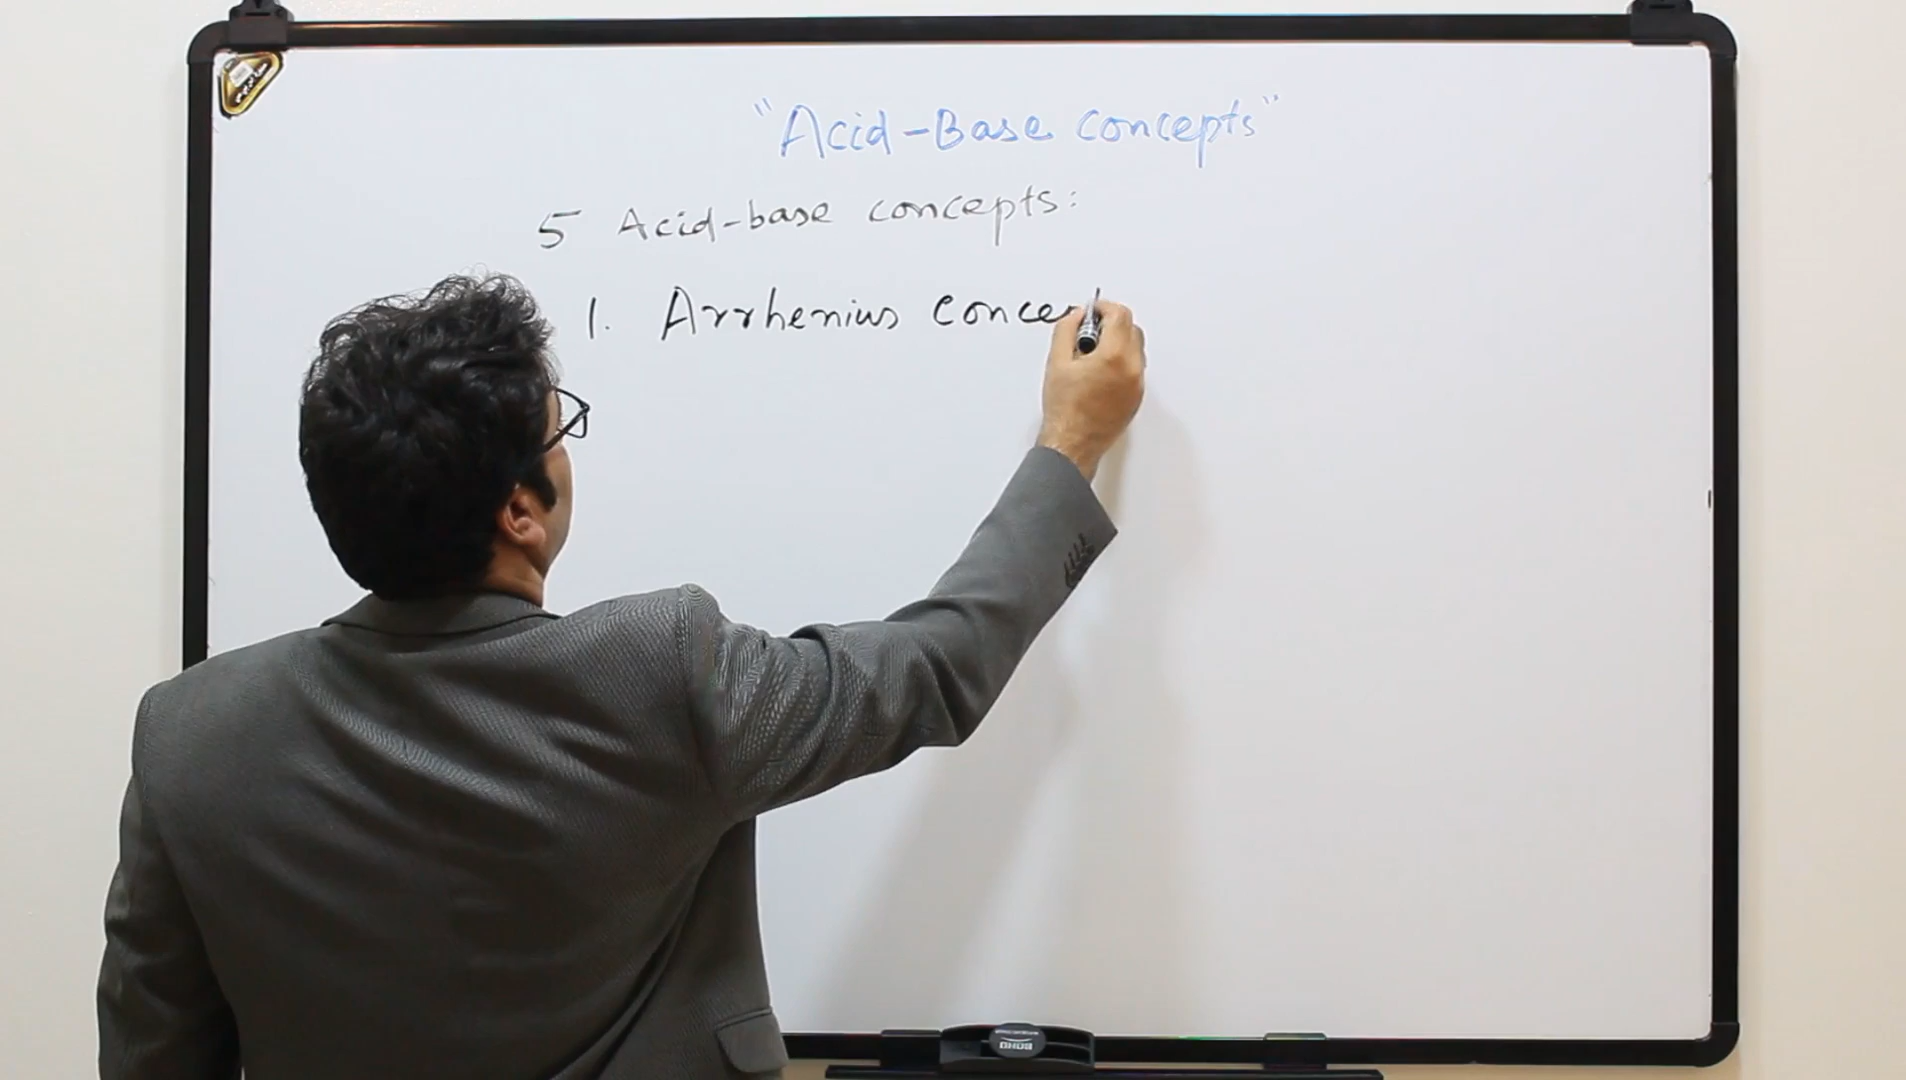 "Acid-Base concepts"
5 Acid-base concepts:
1. Arrhenius concept